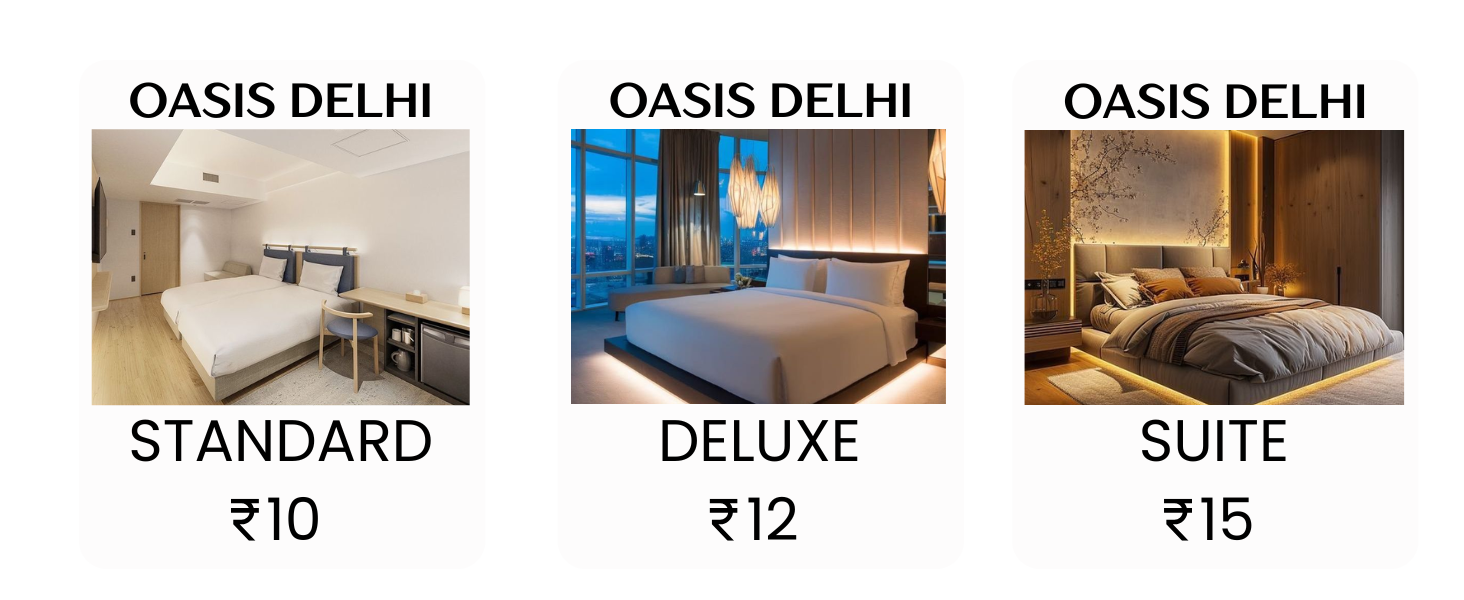 OASIS DELHI
STANDARD
₹10
OASIS DELHI
DELUXE
₹12
OASIS DELHI
SUITE
₹15